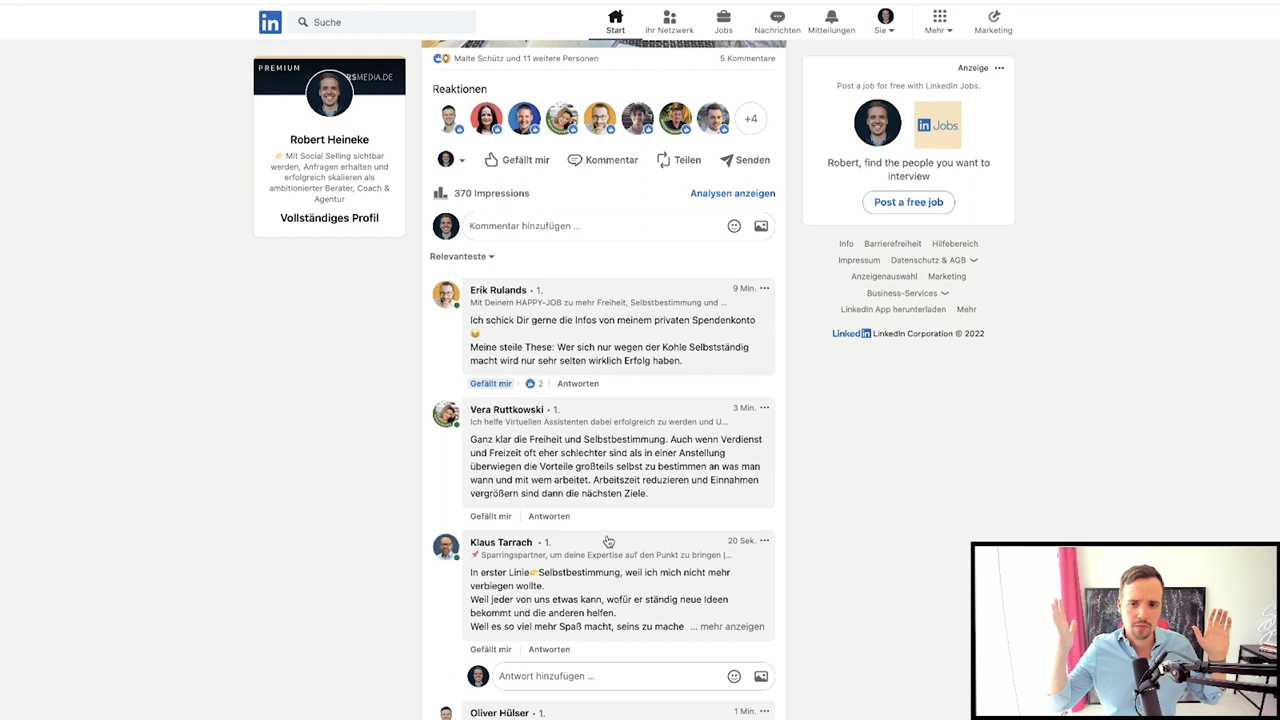 in
Suche
Start
Ihr Netzwerk
Jobs
Nachrichten
Mitteilungen
Sie
Mehr
Marketing
PREMIUM
RSMEDIA.DE
Robert Heineke
👉 Mit Social Selling sichtbar
werden, Anfragen erhalten und
erfolgreich skalieren als
ambitionierter Berater, Coach &
Agentur
Vollständiges Profil
Malte Schütz und 11 weitere Personen
5 Kommentare
Reaktionen
+4
Gefällt mir
Kommentar
Teilen
Senden
370 Impressions
Analysen anzeigen
Kommentar hinzufügen ...
Relevanteste
Erik Rulands • 1.
9 Min.
Mit Deinem HAPPY-JOB zu mehr Freiheit, Selbstbestimmung und ...
Ich schick Dir gerne die Infos von meinem privaten Spendenkonto
😂
Meine steile These: Wer sich nur wegen der Kohle Selbstständig
macht wird nur sehr selten wirklich Erfolg haben.
Gefällt mir · 2 | Antworten
Vera Ruttkowski • 1.
3 Min.
Ich helfe Virtuellen Assistenten dabei erfolgreich zu werden und U...
Ganz klar die Freiheit und Selbstbestimmung. Auch wenn Verdienst
und Freizeit oft eher schlechter sind als in einer Anstellung
überwiegen die Vorteile großteils selbst zu bestimmen an was man
wann und mit wem arbeitet. Arbeitszeit reduzieren und Einnahmen
vergrößern sind dann die nächsten Ziele.
Gefällt mir | Antworten
Klaus Tarrach • 1.
20 Sek.
📌 Sparringspartner, um deine Expertise auf den Punkt zu bringen |...
In erster Linie👉Selbstbestimmung, weil ich mich nicht mehr
verbiegen wollte.
Weil jeder von uns etwas kann, wofür er ständig neue Ideen
bekommt und die anderen helfen.
Weil es so viel mehr Spaß macht, seins zu mache ... mehr anzeigen
Gefällt mir | Antworten
Antwort hinzufügen ...
Oliver Hülser • 1.
1 Min.
Anzeige
Post a job for free with LinkedIn Jobs.
in Jobs
Robert, find the people you want to
interview
Post a free job
Info Barrierefreiheit Hilfebereich
Impressum Datenschutz & AGB
Anzeigenauswahl Marketing
Business-Services
LinkedIn App herunterladen Mehr
LinkedIn LinkedIn Corporation © 2022